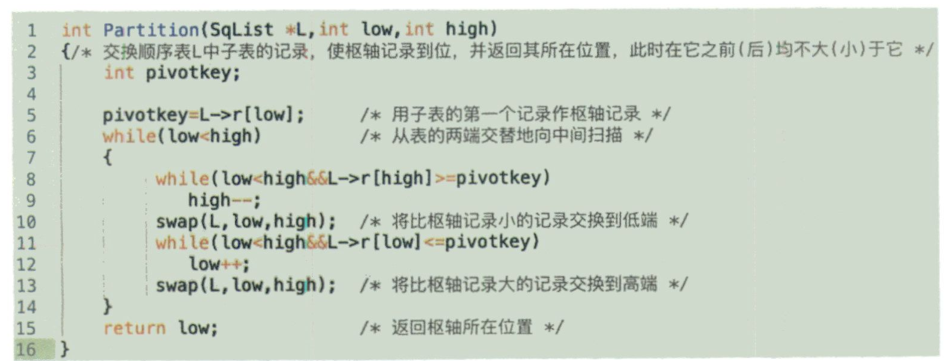 1 int Partition(SqList *L,int low,int high)
2 {/* 交换顺序表L中子表的记录，使枢轴记录到位，并返回其所在位置，此时在它之前(后)均不大(小)于它 */
3 int pivotkey;
4
5 pivotkey=L->r[low]; /* 用子表的第一个记录作枢轴记录 */
6 while(low<high) /* 从表的两端交替地向中间扫描 */
7 {
8 while(low<high&&L->r[high]>=pivotkey)
9 high--;
10 swap(L,low,high); /* 将比枢轴记录小的记录交换到低端 */
11 while(low<high&&L->r[low]<=pivotkey)
12 low++;
13 swap(L,low,high); /* 将比枢轴记录大的记录交换到高端 */
14 }
15 return low; /* 返回枢轴所在位置 */
16 }